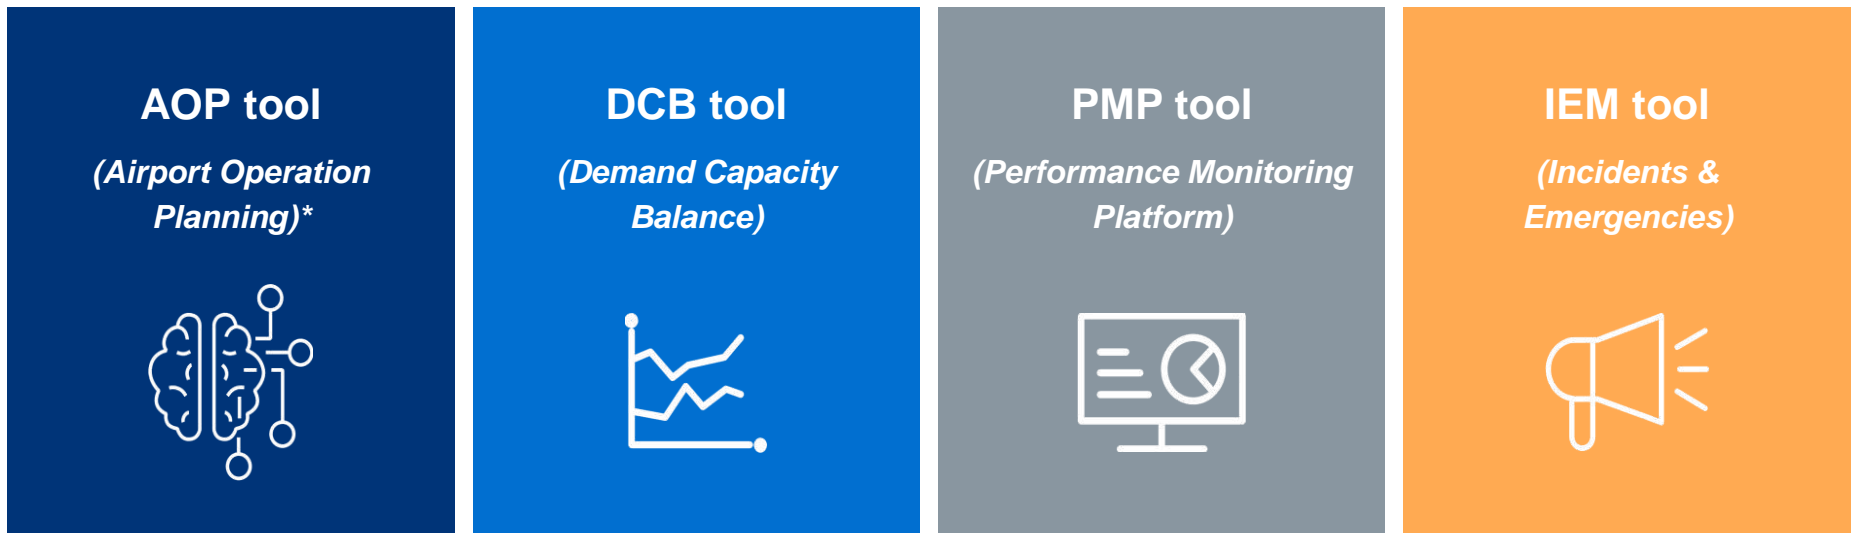 AOP tool
(Airport Operation
Planning)*
DCB tool
(Demand Capacity
Balance)
PMP tool
(Performance Monitoring
Platform)
IEM tool
(Incidents &
Emergencies)